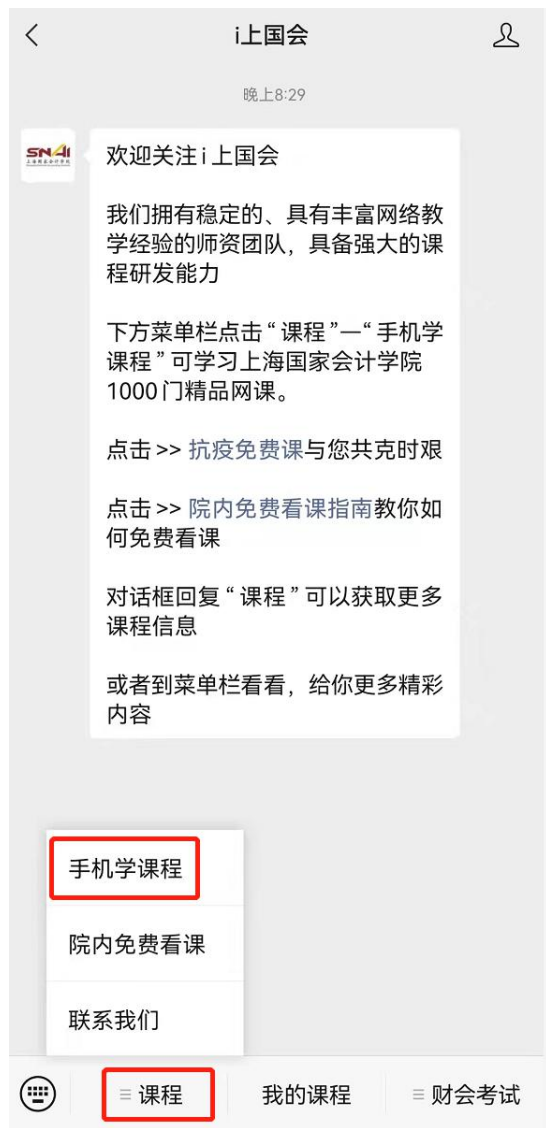 i上国会
晚上8:29
SNAI
欢迎关注i上国会
我们拥有稳定的、具有丰富网络教
学经验的师资团队，具备强大的课
程研发能力
下方菜单栏点击“课程”—“手机学
课程”可学习上海国家会计学院
1000门精品网课。
点击>> 抗疫免费课与您共克时艰
点击>> 院内免费看课指南教你如
何免费看课
对话框回复“课程”可以获取更多
课程信息
或者到菜单栏看看，给你更多精彩
内容
手机学课程
院内免费看课
联系我们
课程
我的课程
财会考试